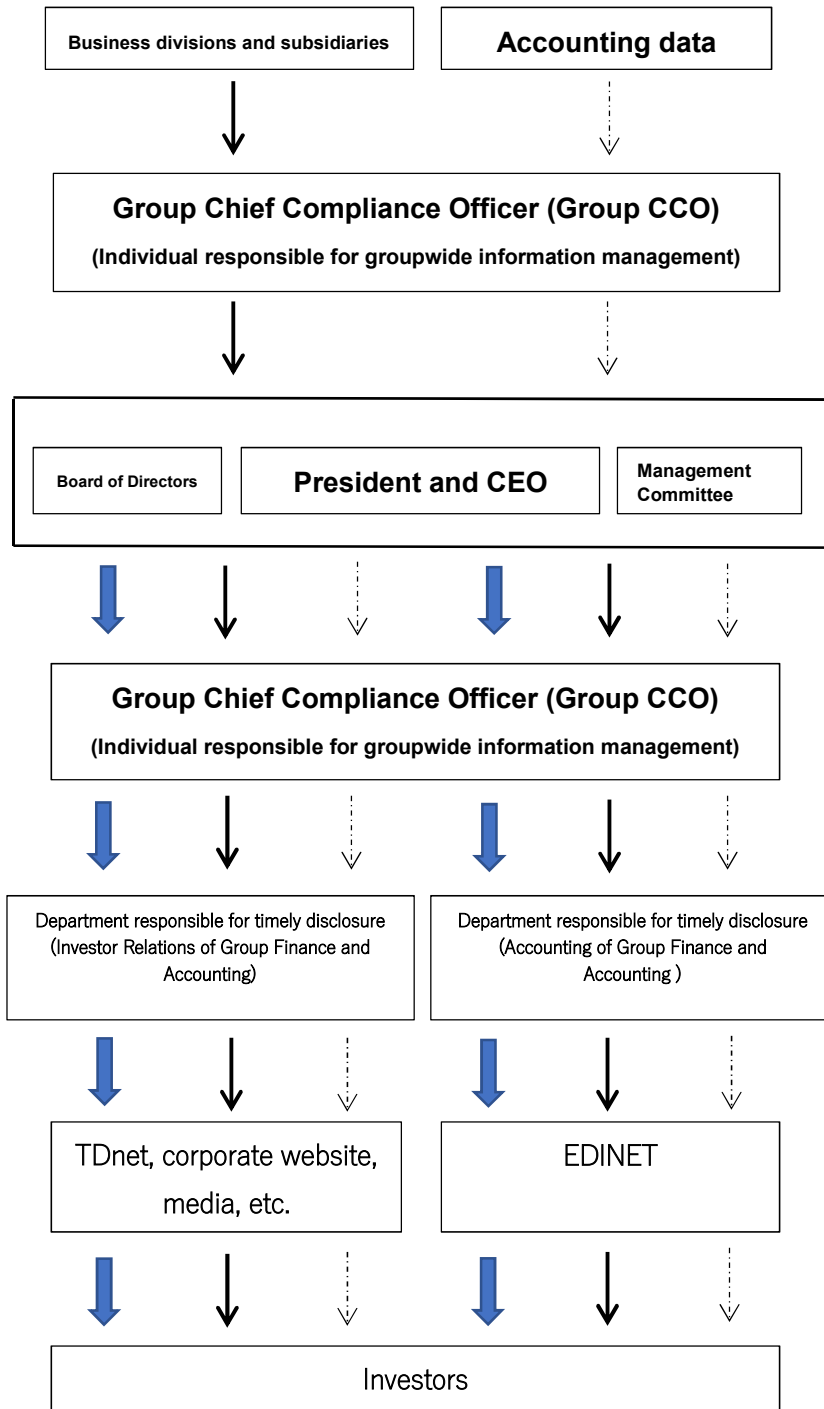 Business divisions and subsidiaries
Accounting data
Group Chief Compliance Officer (Group CCO)
(Individual responsible for groupwide information management)
Board of Directors
President and CEO
Management
Committee
Group Chief Compliance Officer (Group CCO)
(Individual responsible for groupwide information management)
Department responsible for timely disclosure
(Investor Relations of Group Finance and
Accounting)
Department responsible for timely disclosure
(Accounting of Group Finance and
Accounting )
TDnet, corporate website,
media, etc.
EDINET
Investors